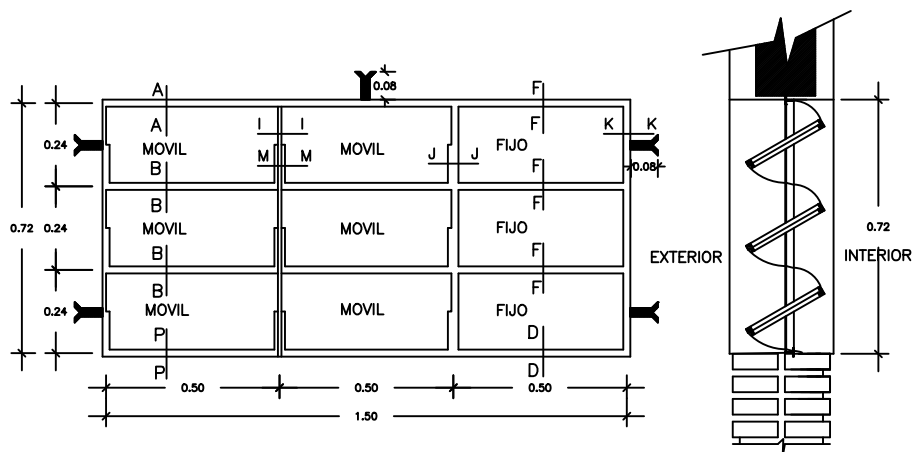 0.08
A F
A I I F K K
0.24 MOVIL MOVIL FIJO
M M J J
B F 0.08
B F
0.72 0.24 MOVIL MOVIL FIJO 0.72
B F EXTERIOR INTERIOR
B F
0.24 MOVIL MOVIL FIJO
P D
P D
0.50 0.50 0.50
1.50